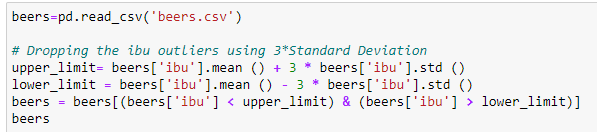 beers=pd.read_csv('beers.csv')
# Dropping the ibu outliers using 3*Standard Deviation
upper_limit= beers['ibu'].mean () + 3 * beers['ibu'].std ()
lower_limit = beers['ibu'].mean () - 3 * beers['ibu'].std ()
beers = beers[(beers['ibu'] < upper_limit) & (beers['ibu'] > lower_limit)]
beers